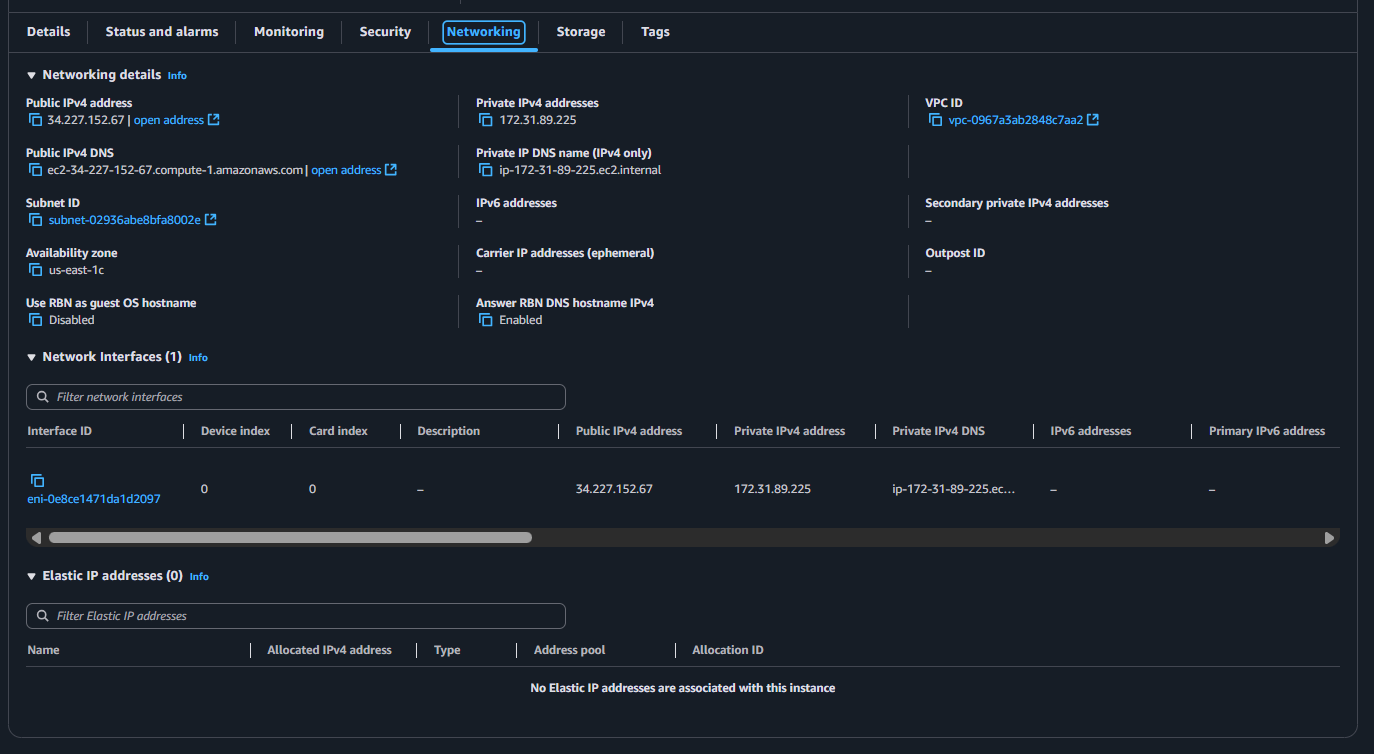 Details Status and alarms Monitoring Security Networking Storage Tags
Networking details Info
Public IPv4 address
34.227.152.67 | open address
Private IPv4 addresses
172.31.89.225
VPC ID
vpc-0967a3ab2848c7aa2
Public IPv4 DNS
ec2-34-227-152-67.compute-1.amazonaws.com | open address
Private IP DNS name (IPv4 only)
ip-172-31-89-225.ec2.internal
Subnet ID
subnet-02936abe8bfa8002e
IPv6 addresses
–
Secondary private IPv4 addresses
–
Availability zone
us-east-1c
Carrier IP addresses (ephemeral)
–
Outpost ID
–
Use RBN as guest OS hostname
Disabled
Answer RBN DNS hostname IPv4
Enabled
Network Interfaces (1) Info
Filter network interfaces
Interface ID Device index Card index Description Public IPv4 address Private IPv4 address Private IPv4 DNS IPv6 addresses Primary IPv6 address
eni-0e8ce1471da1d2097 0 0 – 34.227.152.67 172.31.89.225 ip-172-31-89-225.ec... – –
Elastic IP addresses (0) Info
Filter Elastic IP addresses
Name Allocated IPv4 address Type Address pool Allocation ID
No Elastic IP addresses are associated with this instance